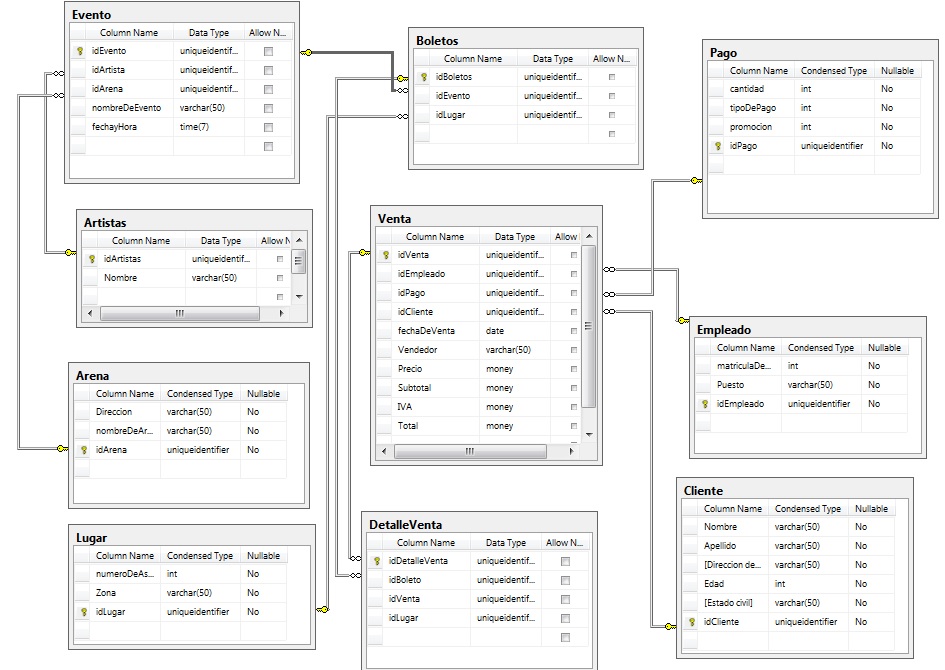 Evento
Column Name Data Type Allow N...
idEvento uniqueidentif...
idArtista uniqueidentif...
idArena uniqueidentif...
nombreDeEvento varchar(50)
fechayHora time(7)
Boletos
Column Name Data Type Allow N...
idBoletos uniqueidentif...
idEvento uniqueidentif...
idLugar uniqueidentif...
Pago
Column Name Condensed Type Nullable
cantidad int No
tipoDePago int No
promocion int No
idPago uniqueidentifier No
Artistas
Column Name Data Type Allow N
idArtistas uniqueidentif...
Nombre varchar(50)
Venta
Column Name Data Type Allow
idVenta uniqueidentif...
idEmpleado uniqueidentif...
idPago uniqueidentif...
idCliente uniqueidentif...
fechaDeVenta date
Vendedor varchar(50)
Precio money
Subtotal money
IVA money
Total money
Empleado
Column Name Condensed Type Nullable
matriculaDe... int No
Puesto varchar(50) No
idEmpleado uniqueidentifier No
Arena
Column Name Condensed Type Nullable
Direccion varchar(50) No
nombreDeAr... varchar(50) No
idArena uniqueidentifier No
Cliente
Column Name Condensed Type Nullable
Nombre varchar(50) No
Apellido varchar(50) No
[Direccion de... varchar(50) No
Edad int No
[Estado civil] varchar(50) No
idCliente uniqueidentifier No
Lugar
Column Name Condensed Type Nullable
numeroDeAs... int No
Zona varchar(50) No
idLugar uniqueidentifier No
DetalleVenta
Column Name Data Type Allow N...
idDetalleVenta uniqueidentif...
idBoleto uniqueidentif...
idVenta uniqueidentif...
idLugar uniqueidentif...